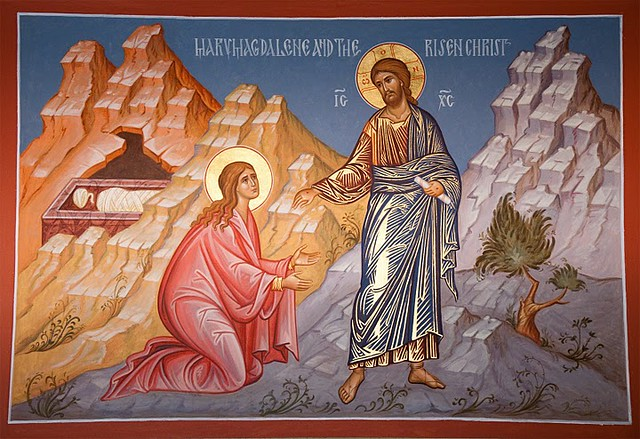 MARY MAGDALENE AND THE RISEN CHRIST
IC XC